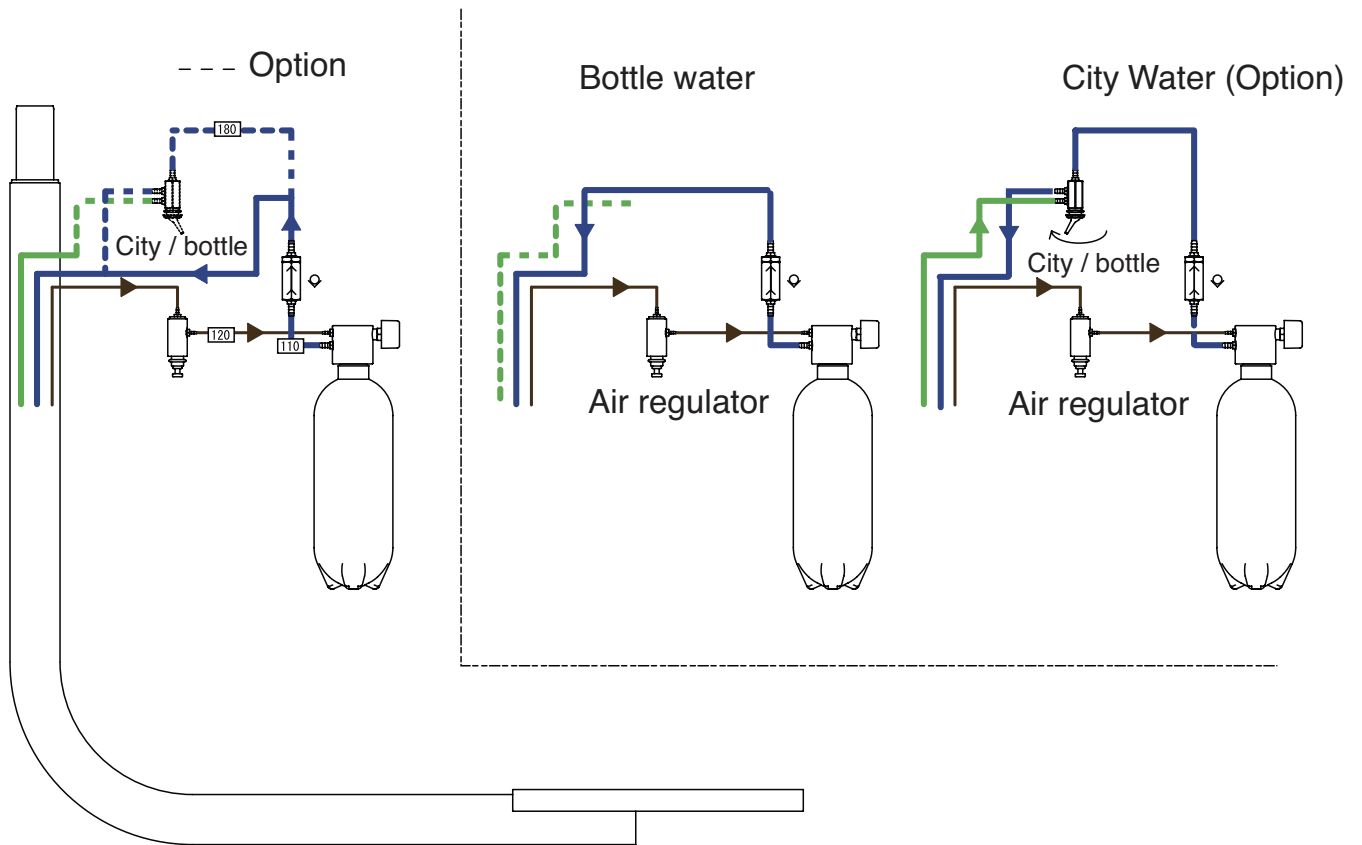 - - - - Option
Bottle water
City Water (Option)
180
City / bottle
City / bottle
120
110
Air regulator
Air regulator